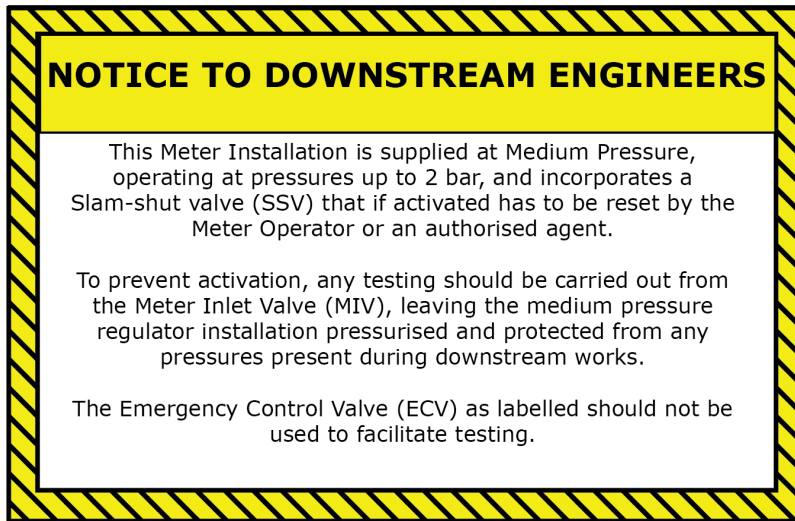 NOTICE TO DOWNSTREAM ENGINEERS
This Meter Installation is supplied at Medium Pressure,
operating at pressures up to 2 bar, and incorporates a
Slam-shut valve (SSV) that if activated has to be reset by the
Meter Operator or an authorised agent.
To prevent activation, any testing should be carried out from
the Meter Inlet Valve (MIV), leaving the medium pressure
regulator installation pressurised and protected from any
pressures present during downstream works.
The Emergency Control Valve (ECV) as labelled should not be
used to facilitate testing.